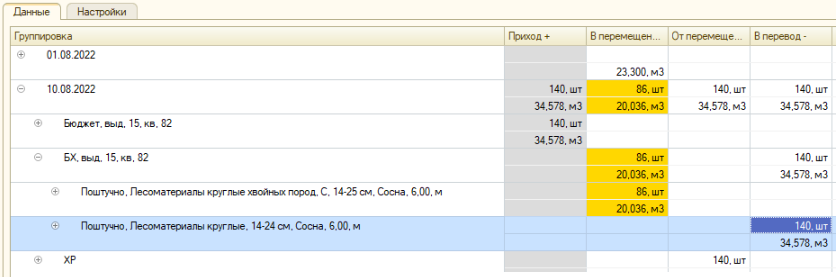 Данные Настройки
Группировка Приход + В перемещен... От перемеще... В перевод -
01.08.2022
23,300, м3
10.08.2022 140, шт 86, шт 140, шт 140, шт
34,578, м3 20,036, м3 34,578, м3 34,578, м3
Бюджет, выд, 15, кв, 82 140, шт
34,578, м3
БХ, выд, 15, кв, 82 86, шт 140, шт
20,036, м3 34,578, м3
Поштучно, Лесоматериалы круглые хвойных пород, С, 14-25 см, Сосна, 6,00, м 86, шт
20,036, м3
Поштучно, Лесоматериалы круглые, 14-24 см, Сосна, 6,00, м 140, шт
34,578, м3
ХР 140, шт